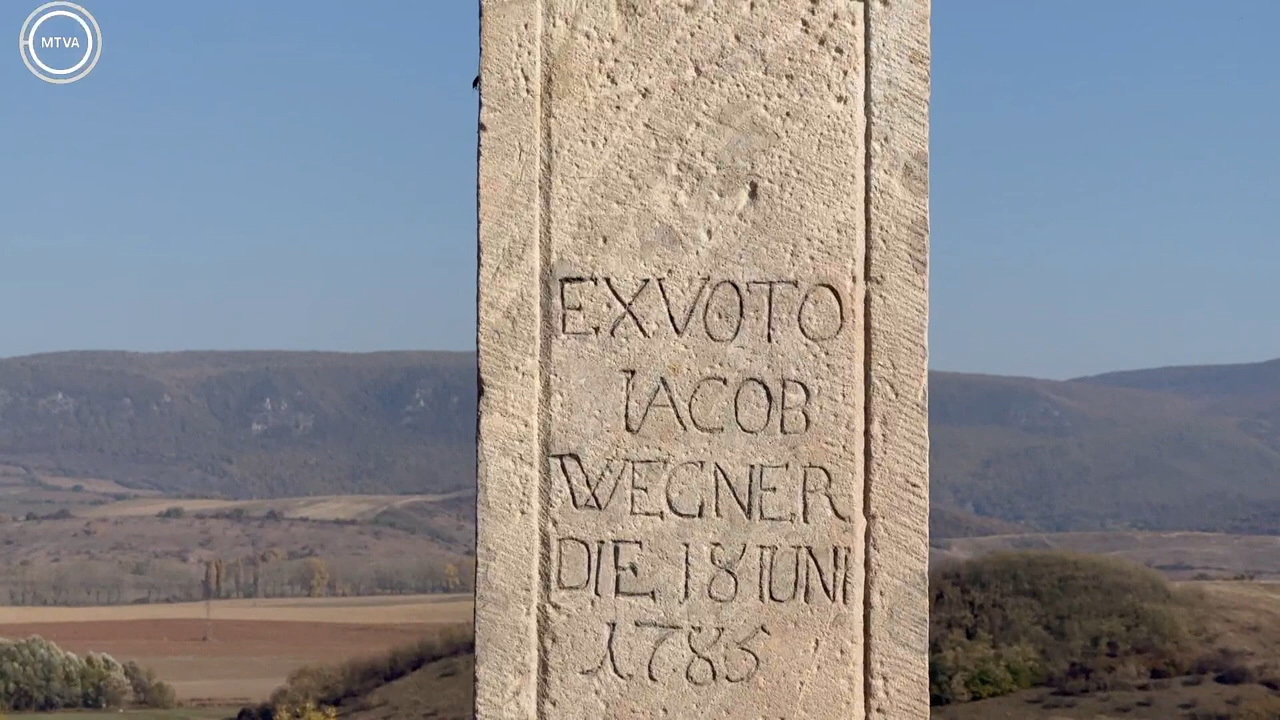 MTVA
EX VOTO
IACOB
WEGNER
DIE 18 IUNI
1785